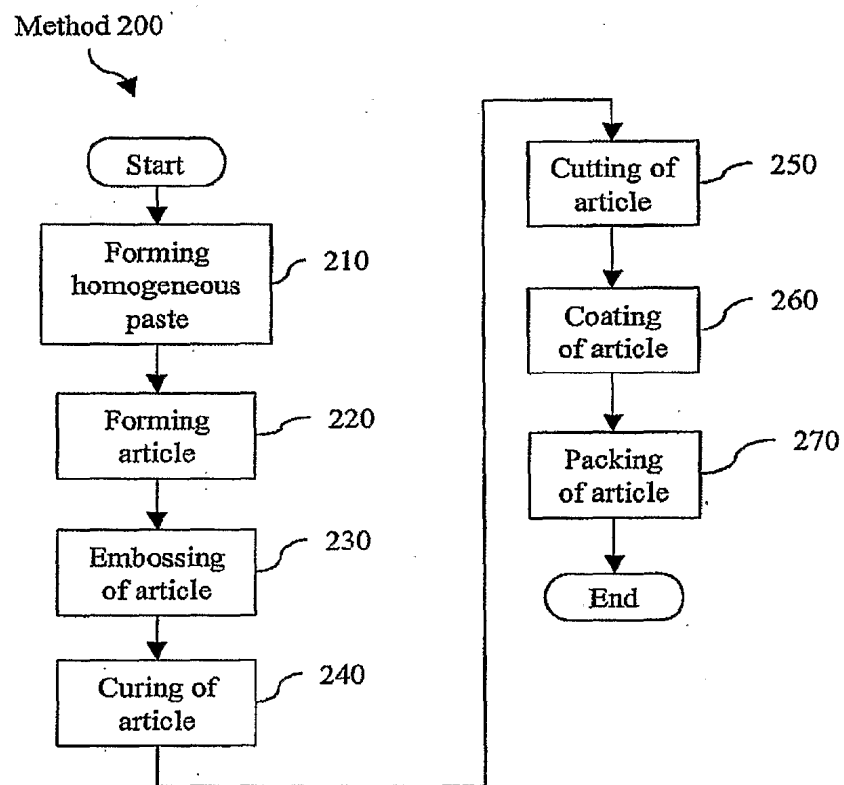 Method 200
Start
Forming
homogeneous
paste
210
Forming
article
220
Embossing
of article
230
Curing of
article
240
Cutting of
article
250
Coating
of article
260
Packing
of article
270
End